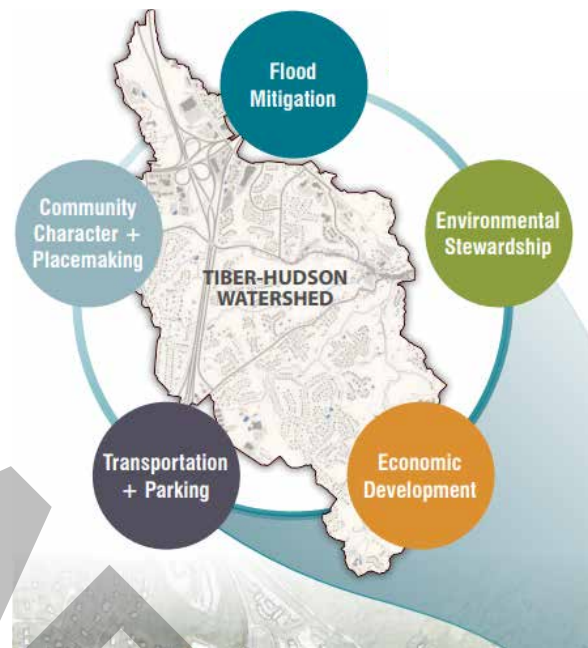 Flood
Mitigation
Community
Character +
Placemaking
Environmental
Stewardship
TIBER-HUDSON
WATERSHED
Transportation
+ Parking
Economic
Development